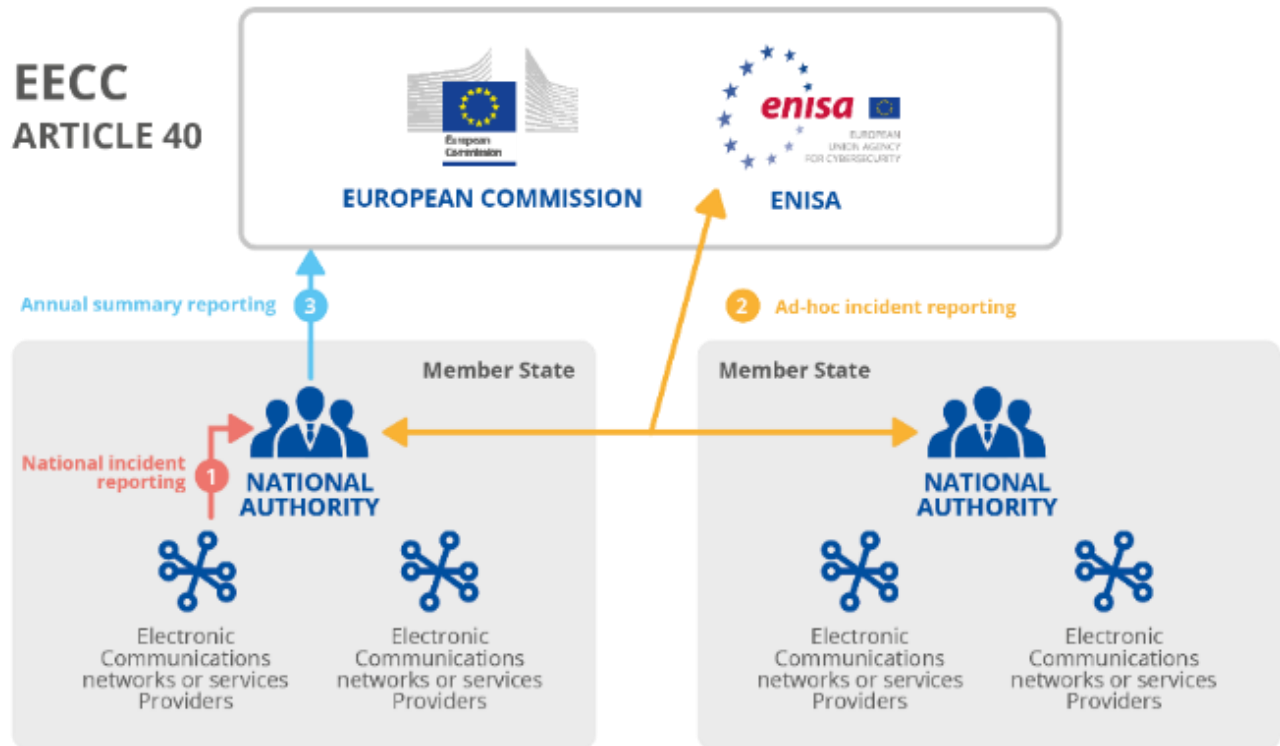 EECC
ARTICLE 40
European
Commission
enisa
EUROPEAN
UNION AGENCY
FOR CYBERSECURITY
EUROPEAN COMMISSION
ENISA
Annual summary reporting
3
2
Ad-hoc incident reporting
Member State
Member State
National incident
reporting
1
NATIONAL
AUTHORITY
NATIONAL
AUTHORITY
Electronic
Communications
networks or services
Providers
Electronic
Communications
networks or services
Providers
Electronic
Communications
networks or services
Providers
Electronic
Communications
networks or services
Providers